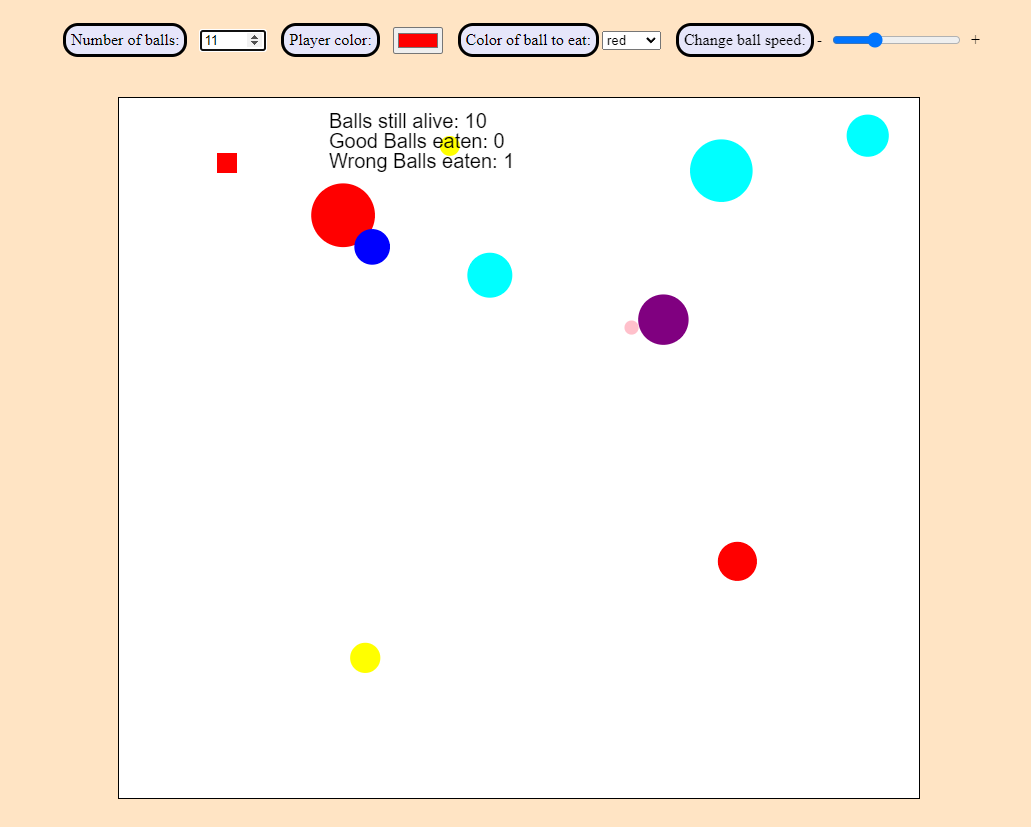 Number of balls: 11 Player color: Color of ball to eat: red Change ball speed: - +
Balls still alive: 10
Good Balls eaten: 0
Wrong Balls eaten: 1